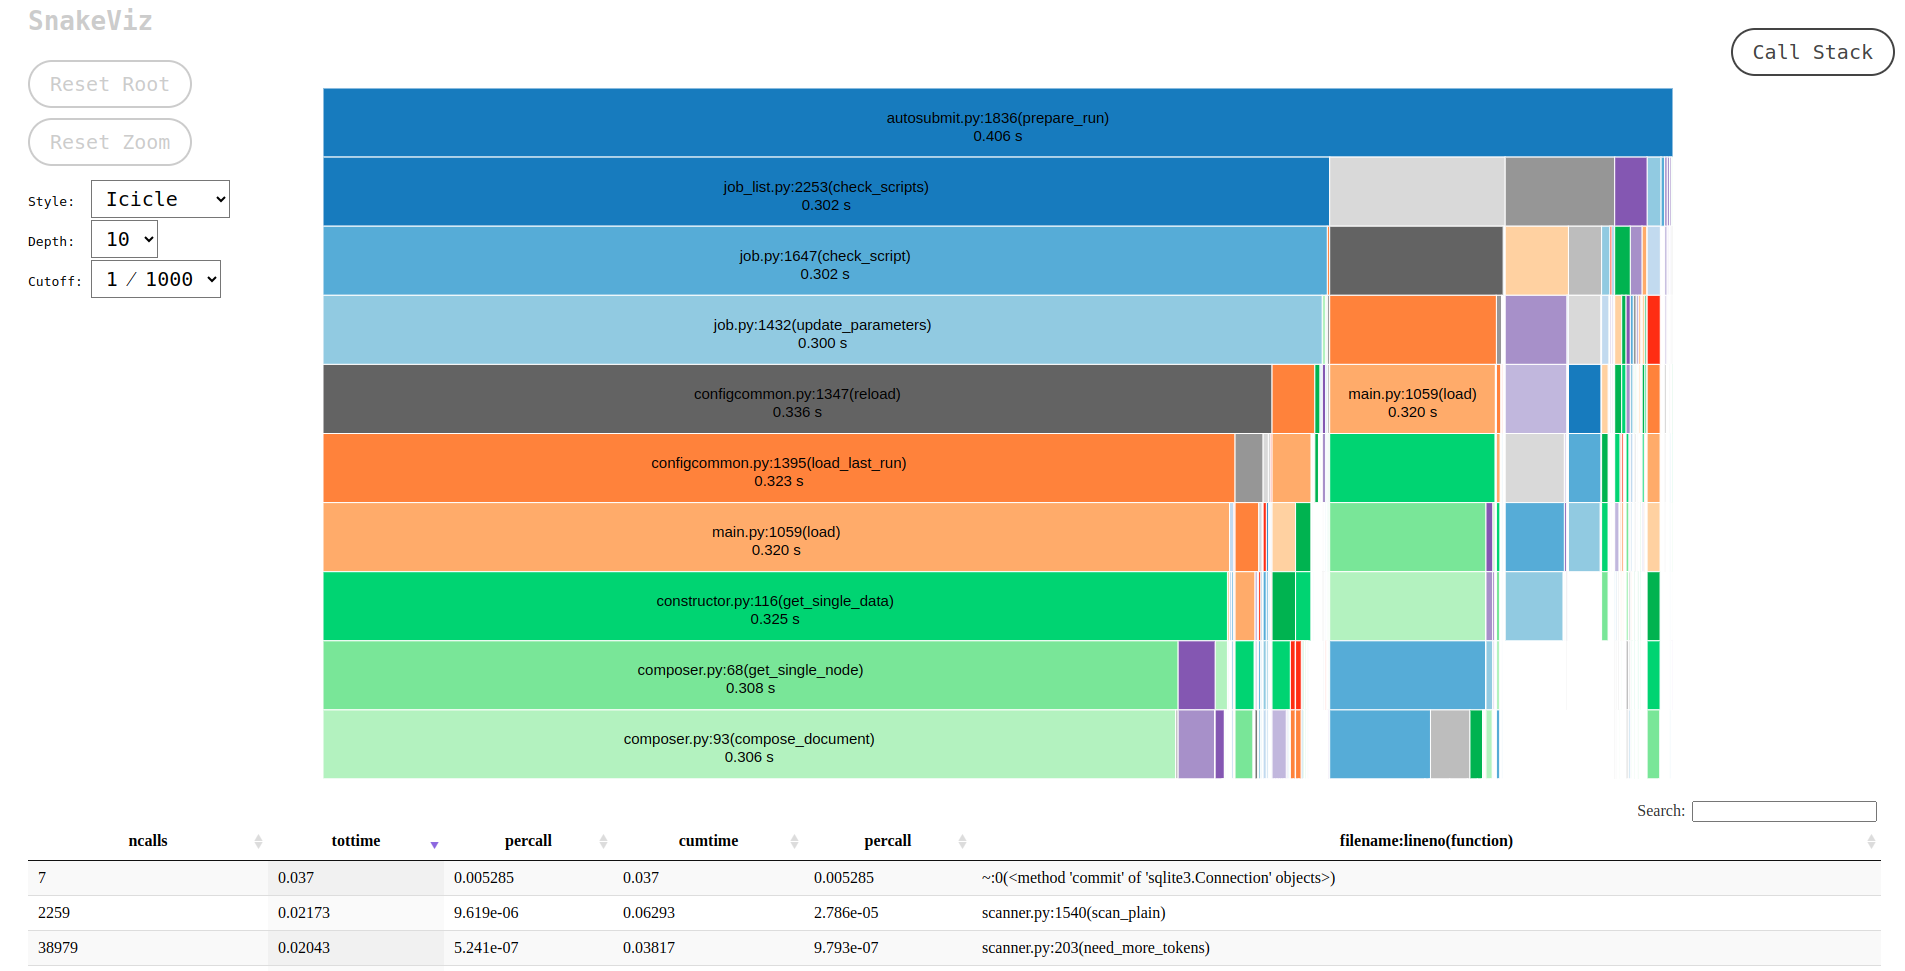 SnakeViz
Call Stack
Reset Root
Reset Zoom
Style: Icicle
Depth: 10
Cutoff: 1 / 1000
autosubmit.py:1836(prepare_run)
0.406 s
job_list.py:2253(check_scripts)
0.302 s
job.py:1647(check_script)
0.302 s
job.py:1432(update_parameters)
0.300 s
configcommon.py:1347(reload)
0.336 s
main.py:1059(load)
0.320 s
configcommon.py:1395(load_last_run)
0.323 s
main.py:1059(load)
0.320 s
constructor.py:116(get_single_data)
0.325 s
composer.py:68(get_single_node)
0.308 s
composer.py:93(compose_document)
0.306 s
Search:
ncalls tottime percall cumtime percall filename:lineno(function)
7 0.037 0.005285 0.037 0.005285 ~:0(<method 'commit' of 'sqlite3.Connection' objects>)
2259 0.02173 9.619e-06 0.06293 2.786e-05 scanner.py:1540(scan_plain)
38979 0.02043 5.241e-07 0.03817 9.793e-07 scanner.py:203(need_more_tokens)